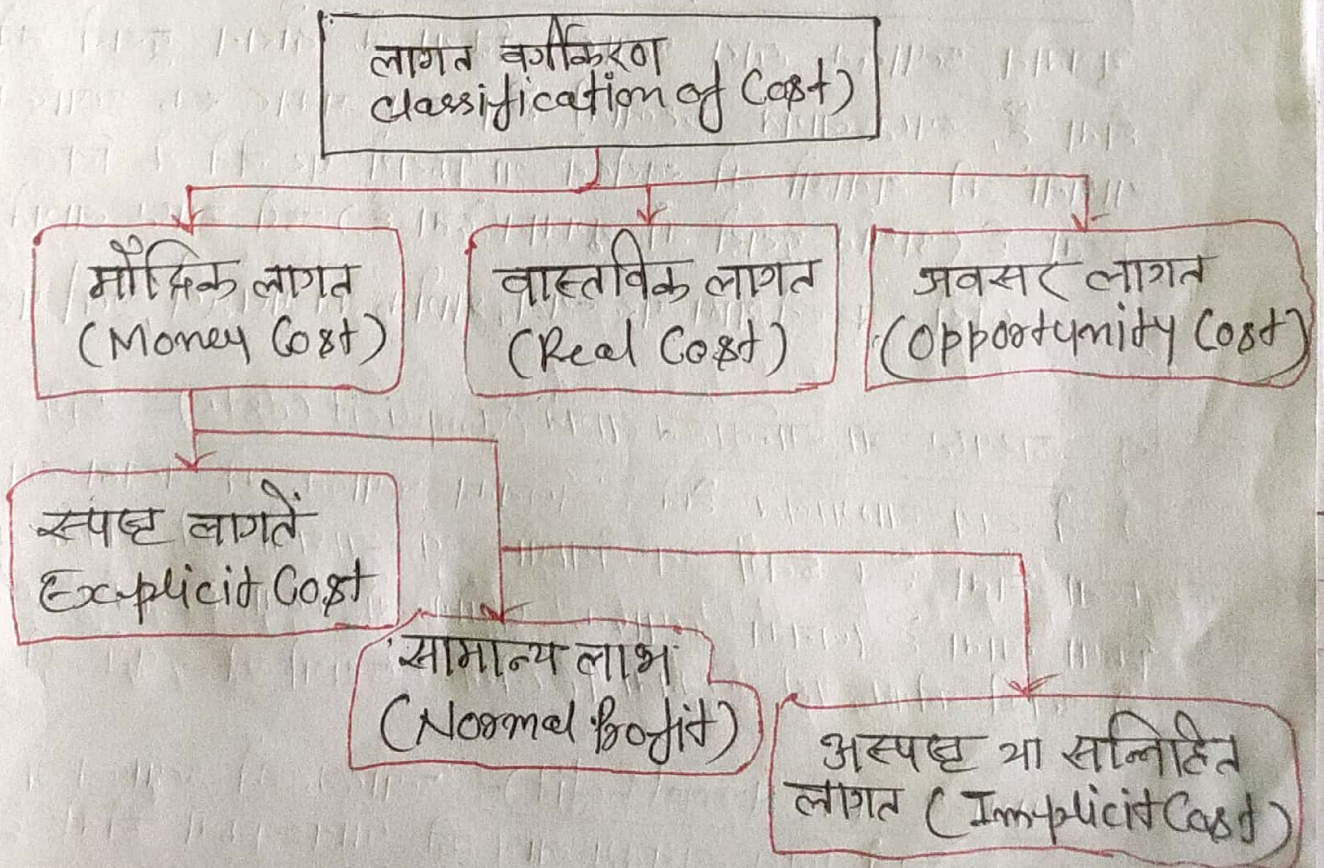 लागत वर्गीकरण
classification of Cost)
मौद्रिक लागत
(Money Cost)
वास्तविक लागत
(Real Cost)
अवसर लागत
(Opportunity Cost)
स्पष्ट लागतें
Explicit Cost
सामान्य लाभ
(Normal Profit)
अस्पष्ट या सन्निहित
लागत (Implicit Cost)